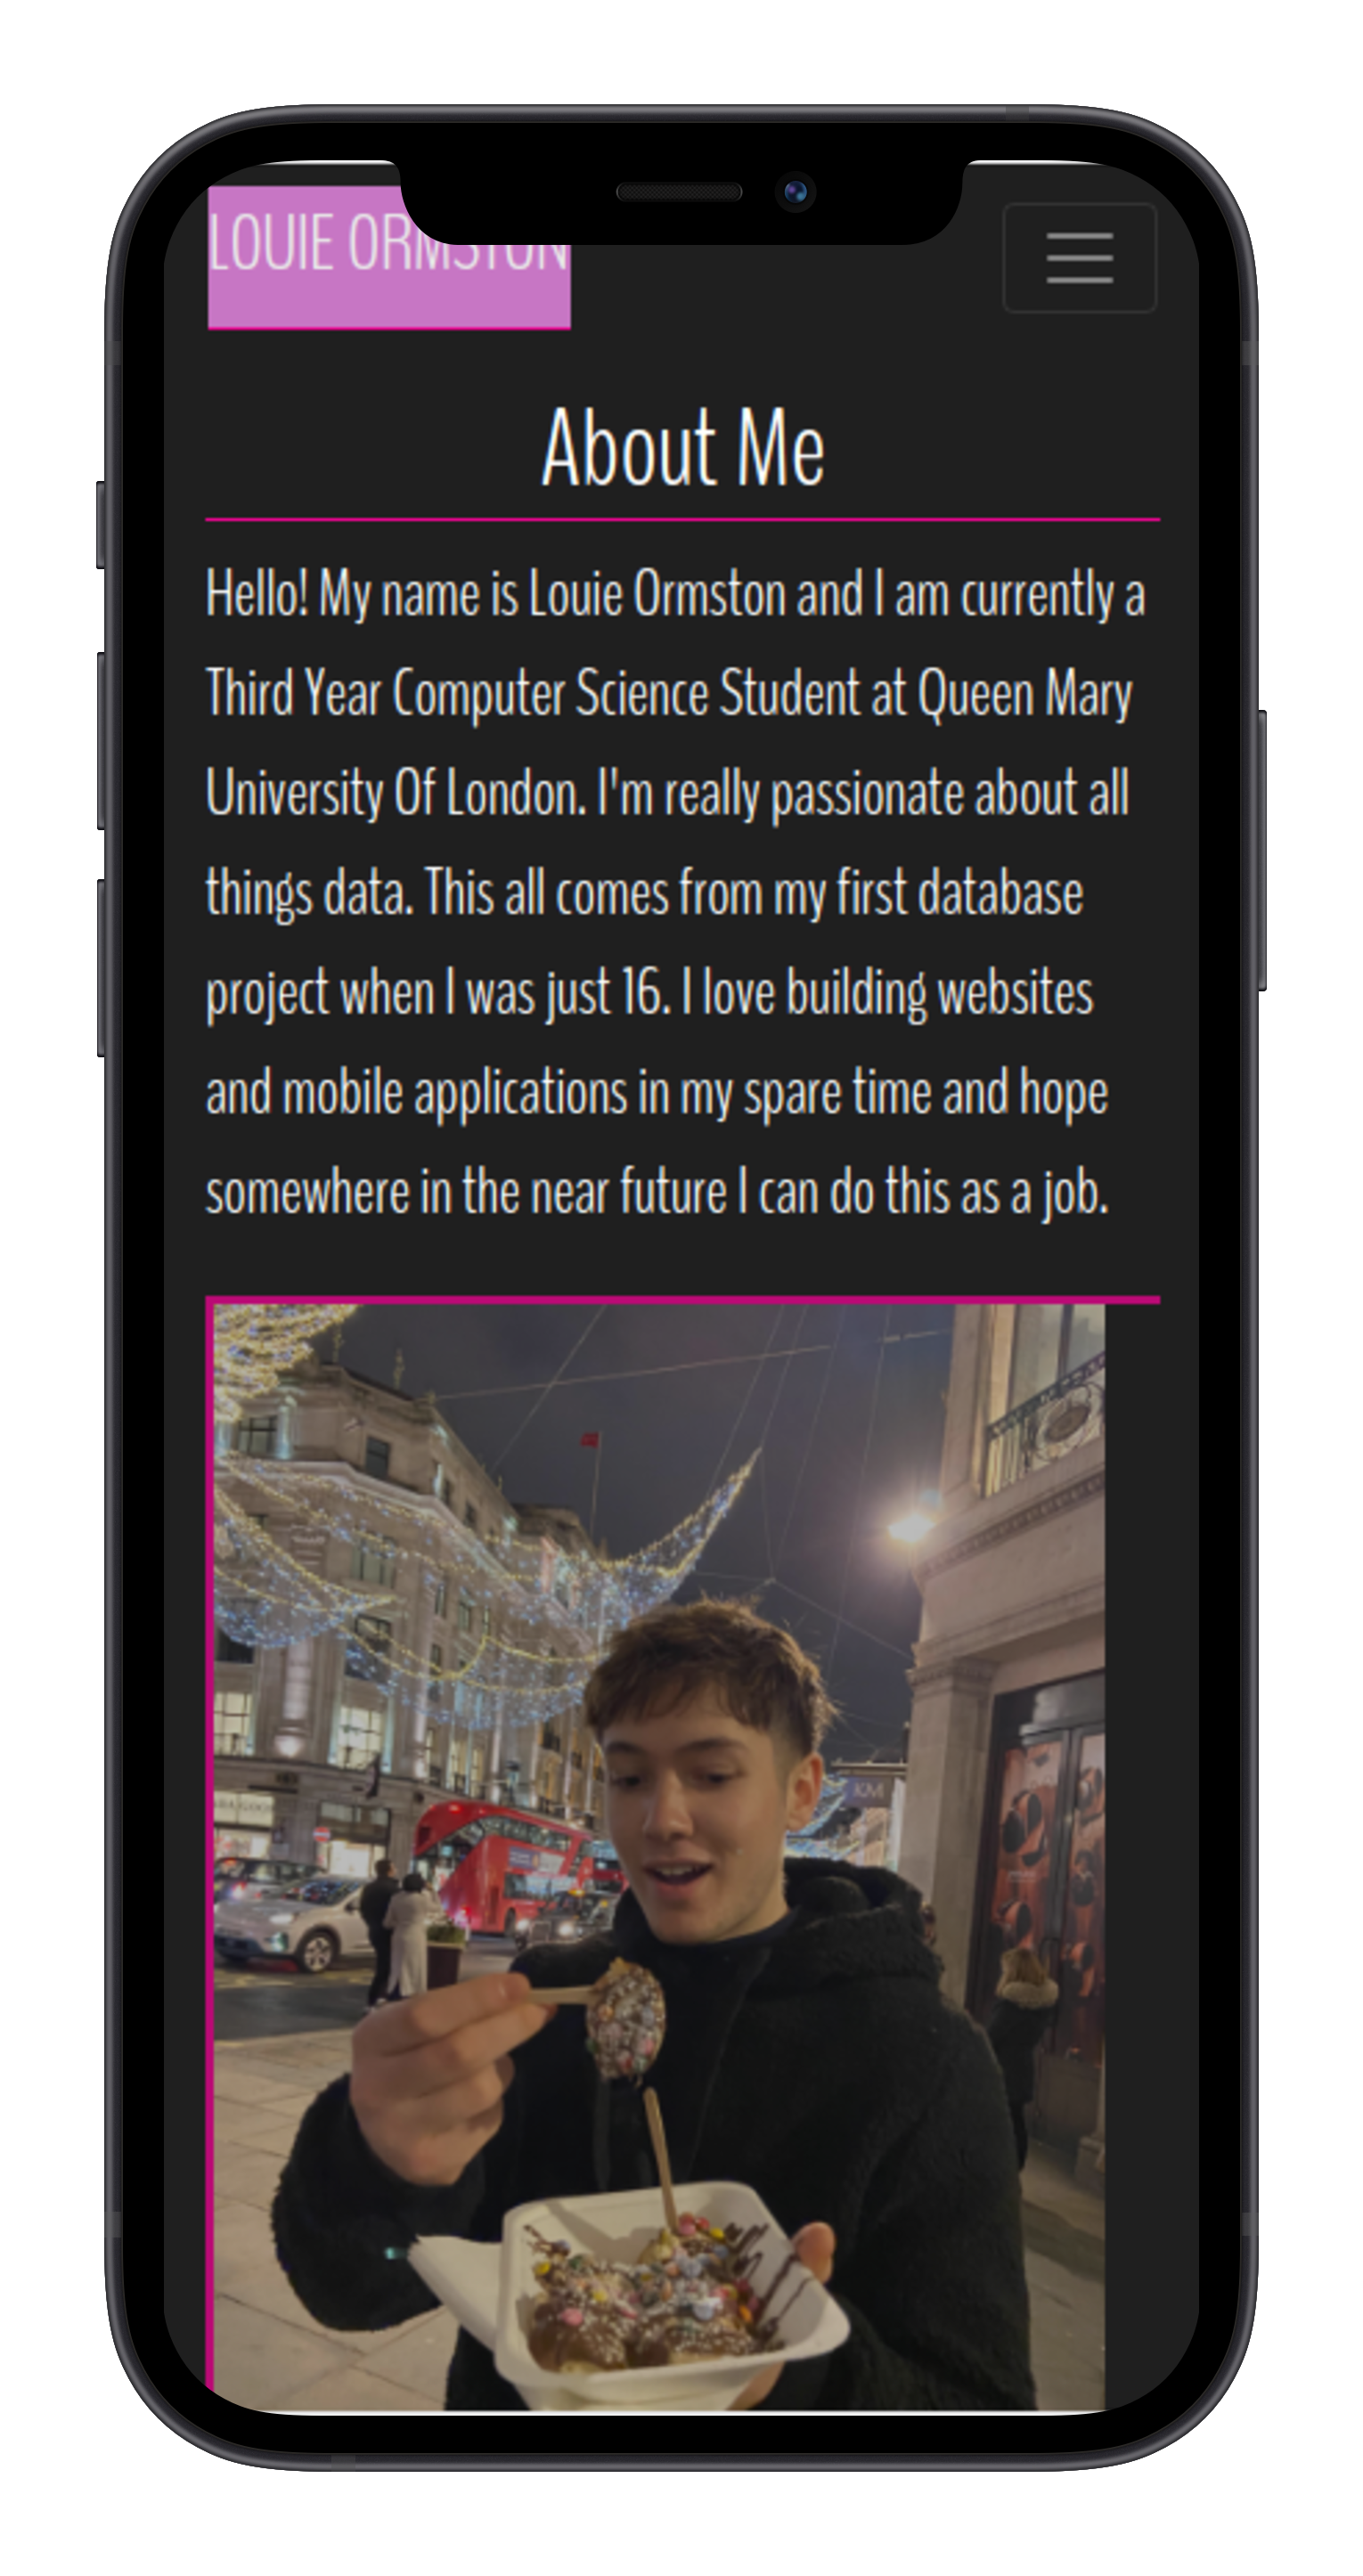 LOUIE ORMSTON
About Me
Hello! My name is Louie Ormston and I am currently a
Third Year Computer Science Student at Queen Mary
University Of London. I'm really passionate about all
things data. This all comes from my first database
project when I was just 16. I love building websites
and mobile applications in my spare time and hope
somewhere in the near future I can do this as a job.
KM